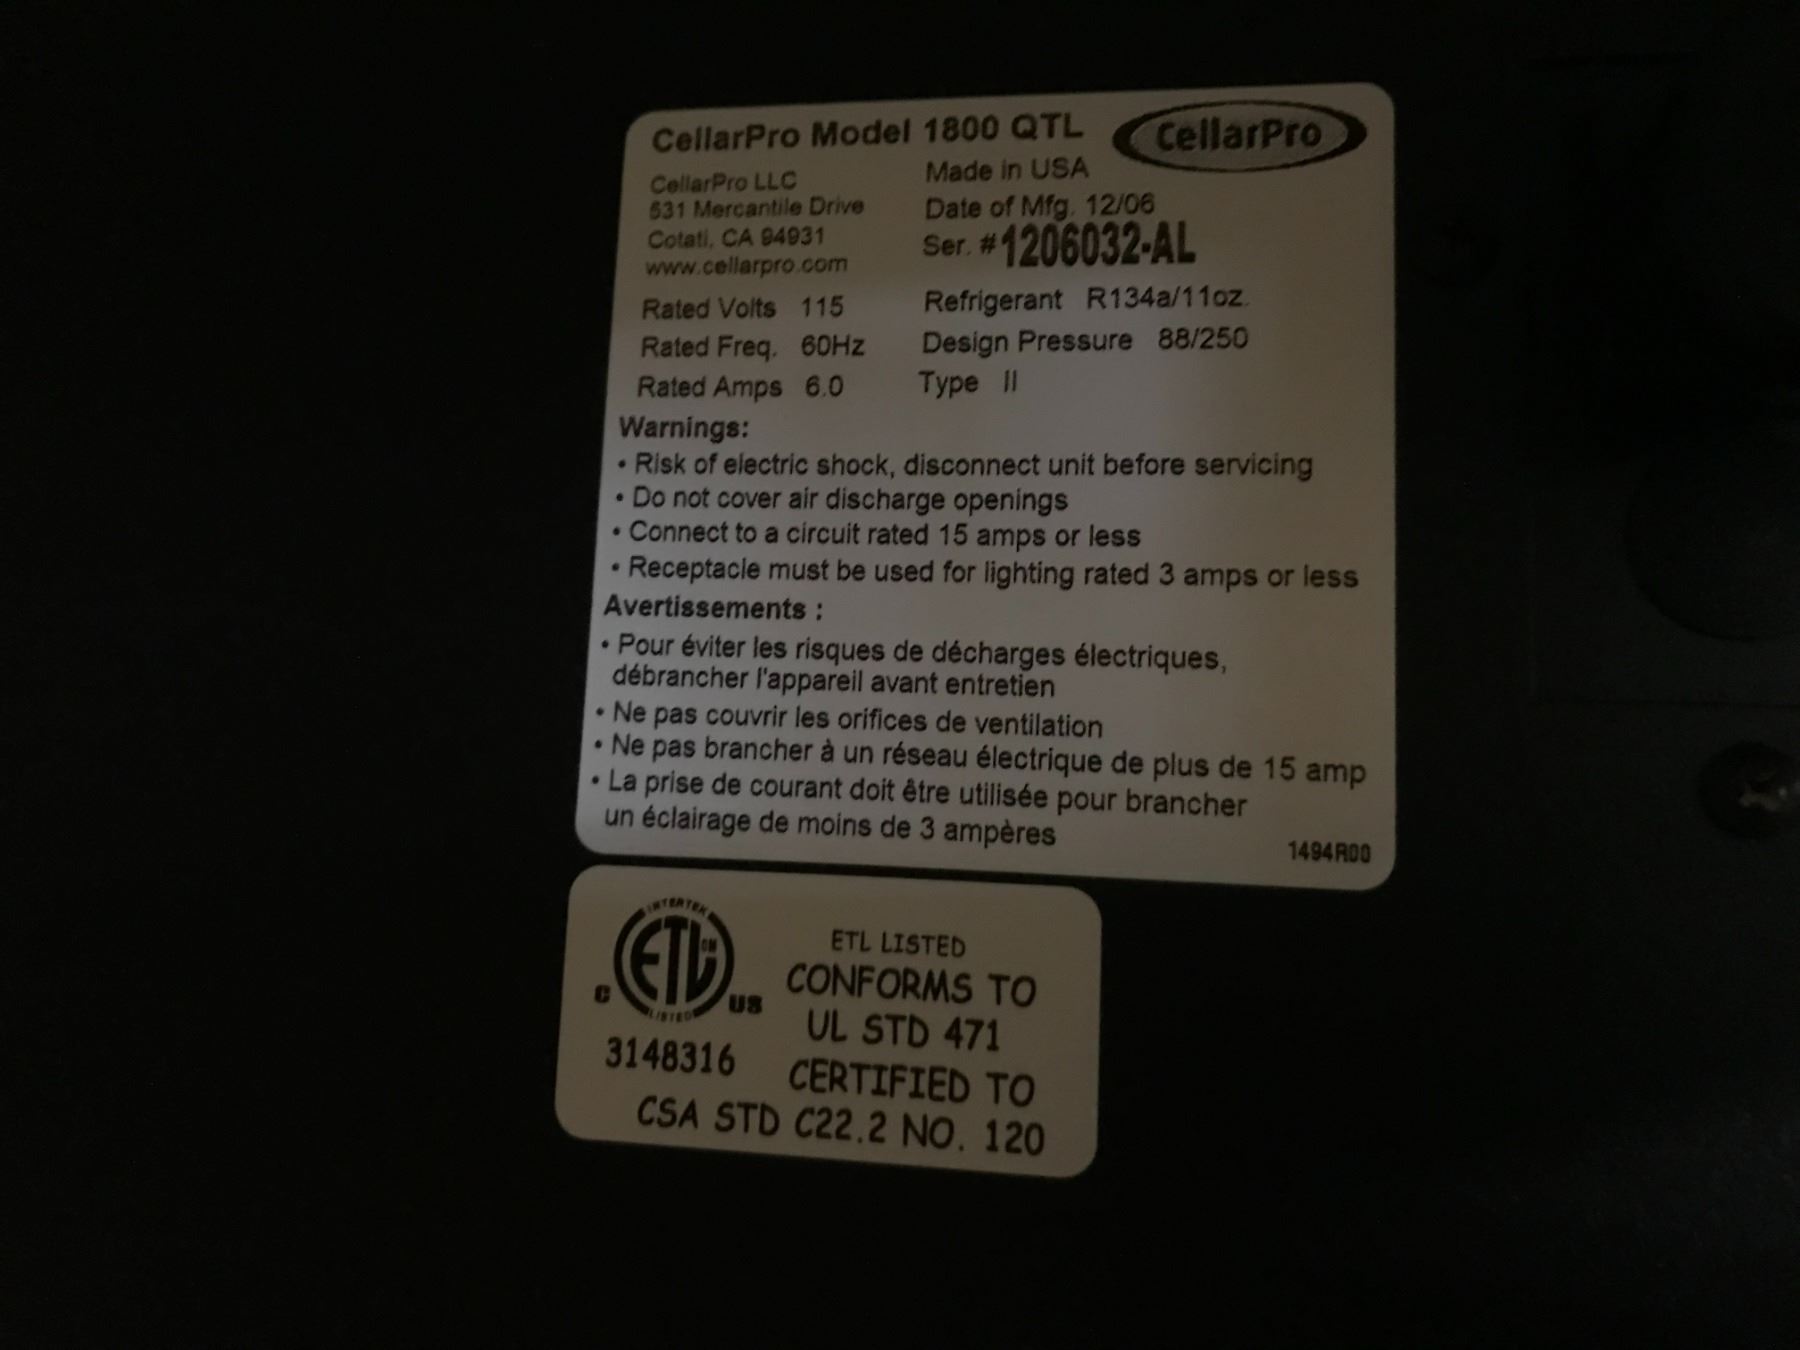 CellarPro Model 1800 QTL
CellarPro
CellarPro LLC
531 Mercantile Drive
Cotati, CA 94931
www.cellarpro.com
Made in USA
Date of Mfg. 12/06
Ser. #1206032-AL
Rated Volts 115
Rated Freq. 60Hz
Rated Amps 6.0
Refrigerant R134a/11oz.
Design Pressure 88/250
Type II
Warnings:
• Risk of electric shock, disconnect unit before servicing
• Do not cover air discharge openings
• Connect to a circuit rated 15 amps or less
• Receptacle must be used for lighting rated 3 amps or less
Avertissements :
• Pour éviter les risques de décharges électriques,
débrancher l'appareil avant entretien
• Ne pas couvrir les orifices de ventilation
• Ne pas brancher à un réseau électrique de plus de 15 amp
• La prise de courant doit être utilisée pour brancher
un éclairage de moins de 3 ampères
1494R00
INTERTEK
ETL CM
LISTED
C US
3148316
ETL LISTED
CONFORMS TO
UL STD 471
CERTIFIED TO
CSA STD C22.2 NO. 120